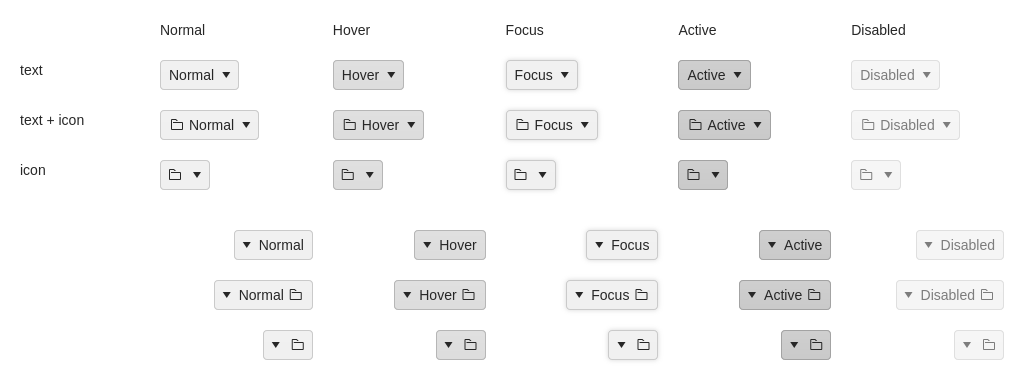 Normal Hover Focus Active Disabled
text Normal Hover Focus Active Disabled
text + icon Normal Hover Focus Active Disabled
icon
Normal Hover Focus Active Disabled
Normal Hover Focus Active Disabled